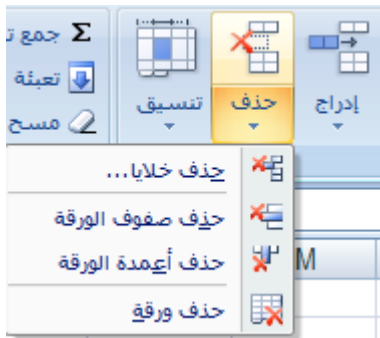 إدراج
حذف
تنسيق
Σ جمع
تعبئة
مسح
حذف خلايا...
حذف صفوف الورقة
حذف أعمدة الورقة
حذف ورقة
M